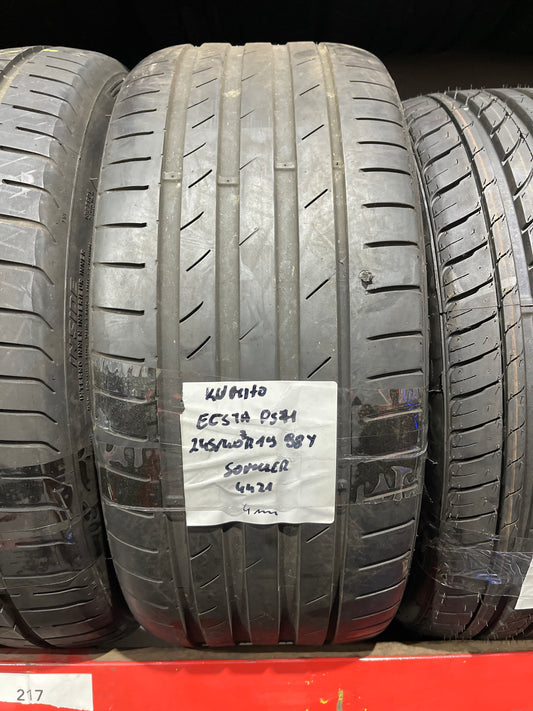 KUMHO
ECSTA PS71
245/40R19 98Y
SOMMER
4421
4mm
217